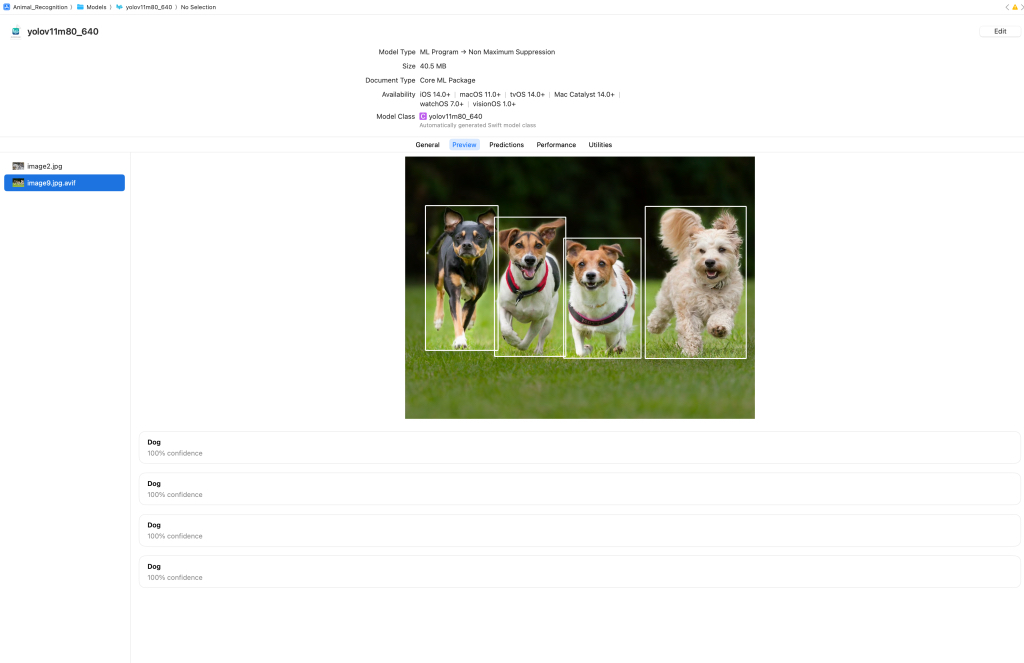 Animal_Recognition 〉 Models 〉 yolov11m80_640 〉 No Selection
yolov11m80_640
Edit
Model Type ML Program → Non Maximum Suppression
Size 40.5 MB
Document Type Core ML Package
Availability iOS 14.0+ | macOS 11.0+ | tvOS 14.0+ | Mac Catalyst 14.0+ |
watchOS 7.0+ | visionOS 1.0+
Model Class C yolov11m80_640
Automatically generated Swift model class
General Preview Predictions Performance Utilities
image2.jpg
image9.jpg.avif
Dog
100% confidence
Dog
100% confidence
Dog
100% confidence
Dog
100% confidence